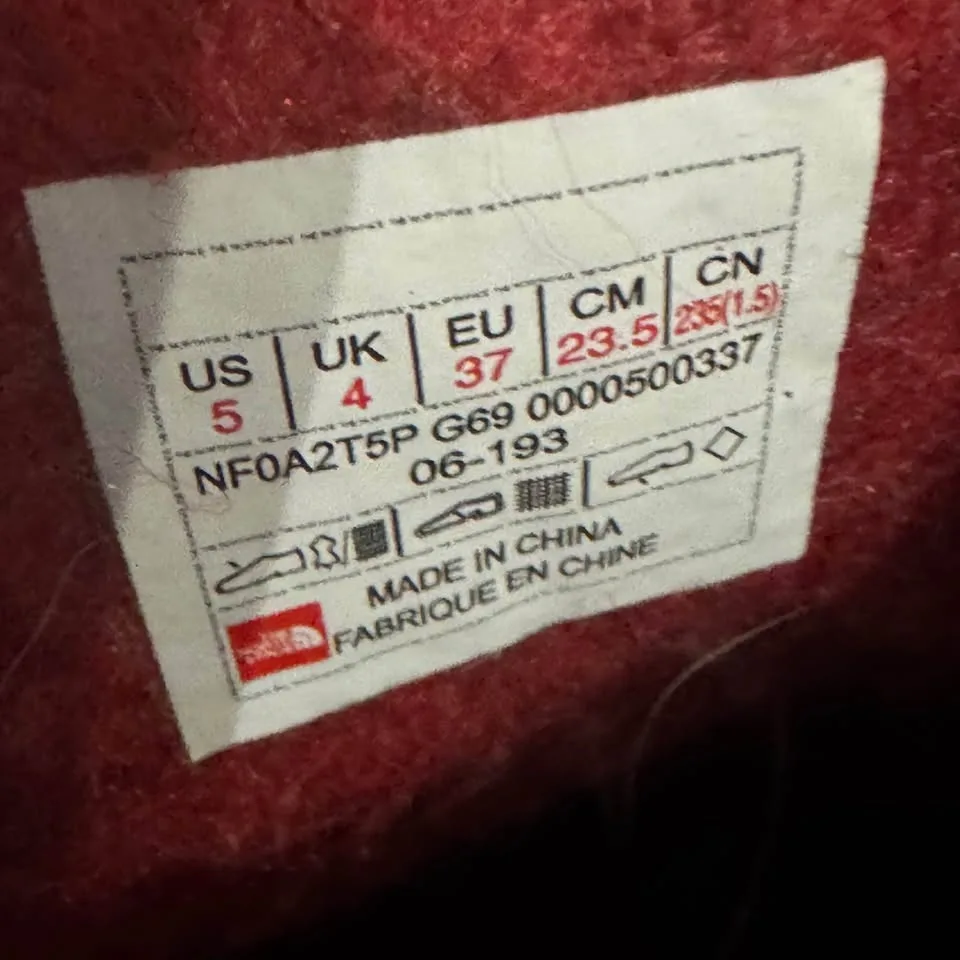 US UK EU CM CN
5 4 37 23.5 235(1.5)
NF0A2T5P G69 0000500337
06-193
MADE IN CHINA
FABRIQUE EN CHINE